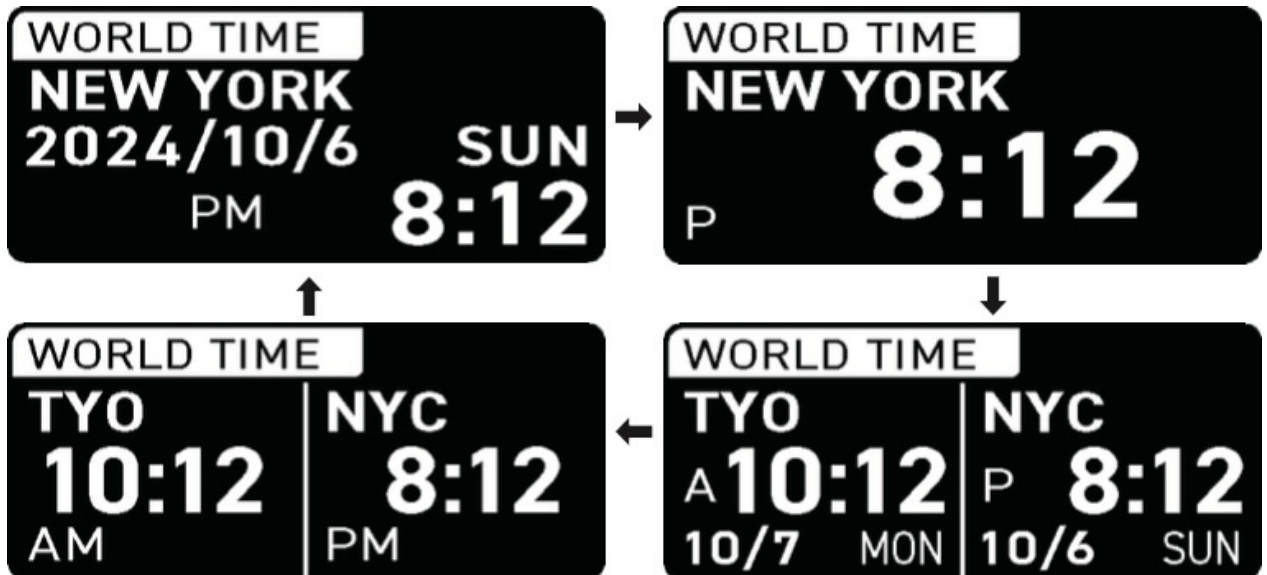 WORLD TIME
NEW YORK
2024/10/6 SUN
PM 8:12
WORLD TIME
NEW YORK
8:12
P
WORLD TIME
TYO NYC
10:12 8:12
AM PM
WORLD TIME
TYO NYC
A 10:12 P 8:12
10/7 MON 10/6 SUN